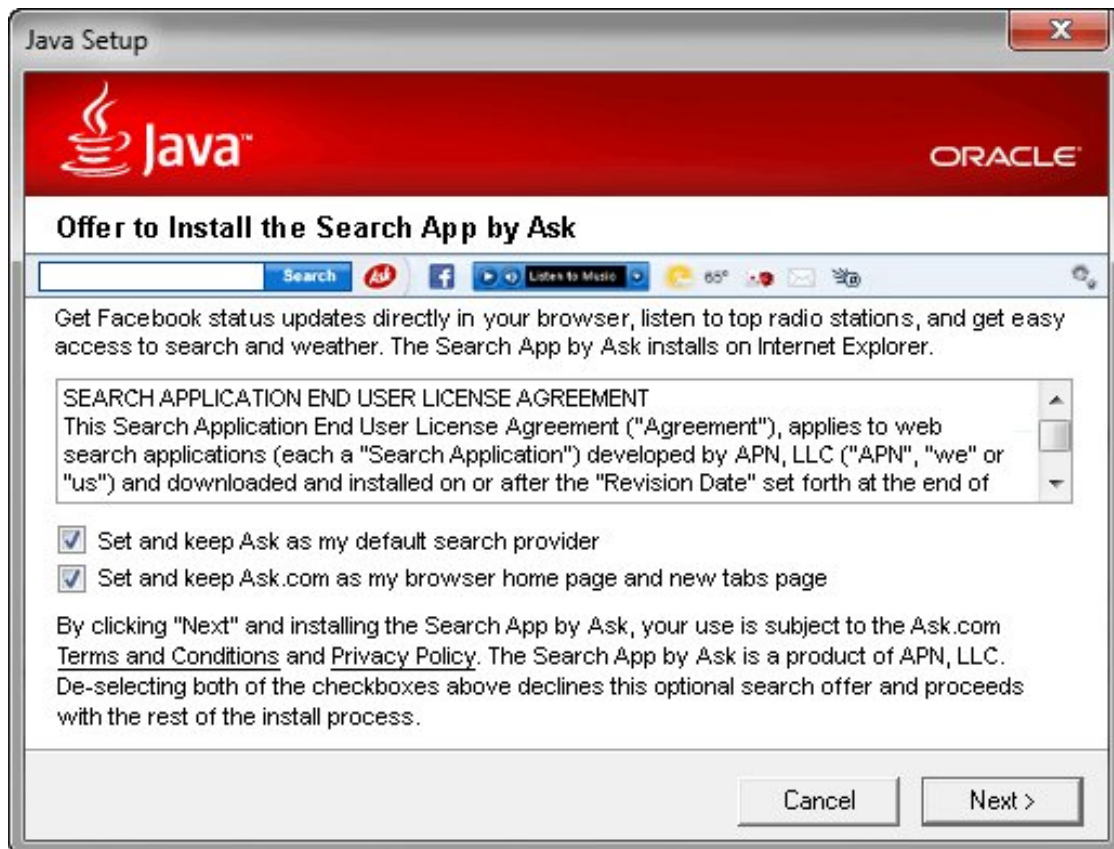 Java Setup
Java™
ORACLE
Offer to Install the Search App by Ask
Search Ask f Listen to Music 65°
Get Facebook status updates directly in your browser, listen to top radio stations, and get easy
access to search and weather. The Search App by Ask installs on Internet Explorer.
SEARCH APPLICATION END USER LICENSE AGREEMENT
This Search Application End User License Agreement ("Agreement"), applies to web
search applications (each a "Search Application") developed by APN, LLC ("APN", "we" or
"us") and downloaded and installed on or after the "Revision Date" set forth at the end of
Set and keep Ask as my default search provider
Set and keep Ask.com as my browser home page and new tabs page
By clicking "Next" and installing the Search App by Ask, your use is subject to the Ask.com
Terms and Conditions and Privacy Policy. The Search App by Ask is a product of APN, LLC.
De-selecting both of the checkboxes above declines this optional search offer and proceeds
with the rest of the install process.
Cancel
Next >